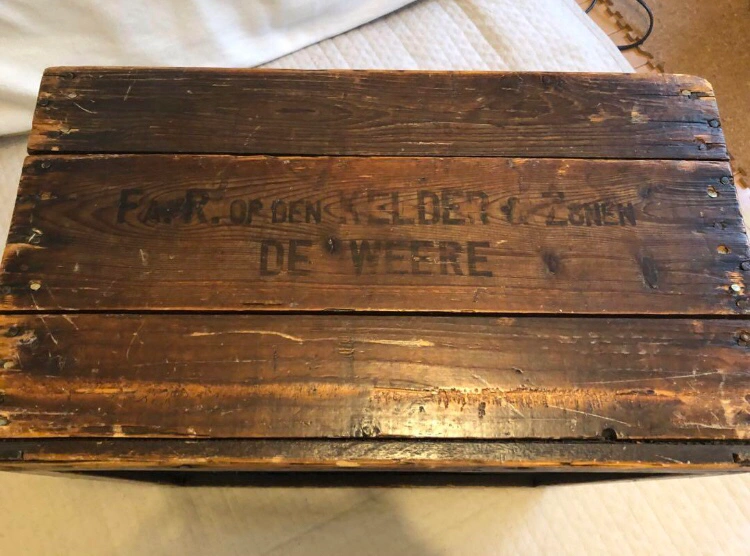 Fa. R. OP DEN KELDER & ZONEN
DE WEERE